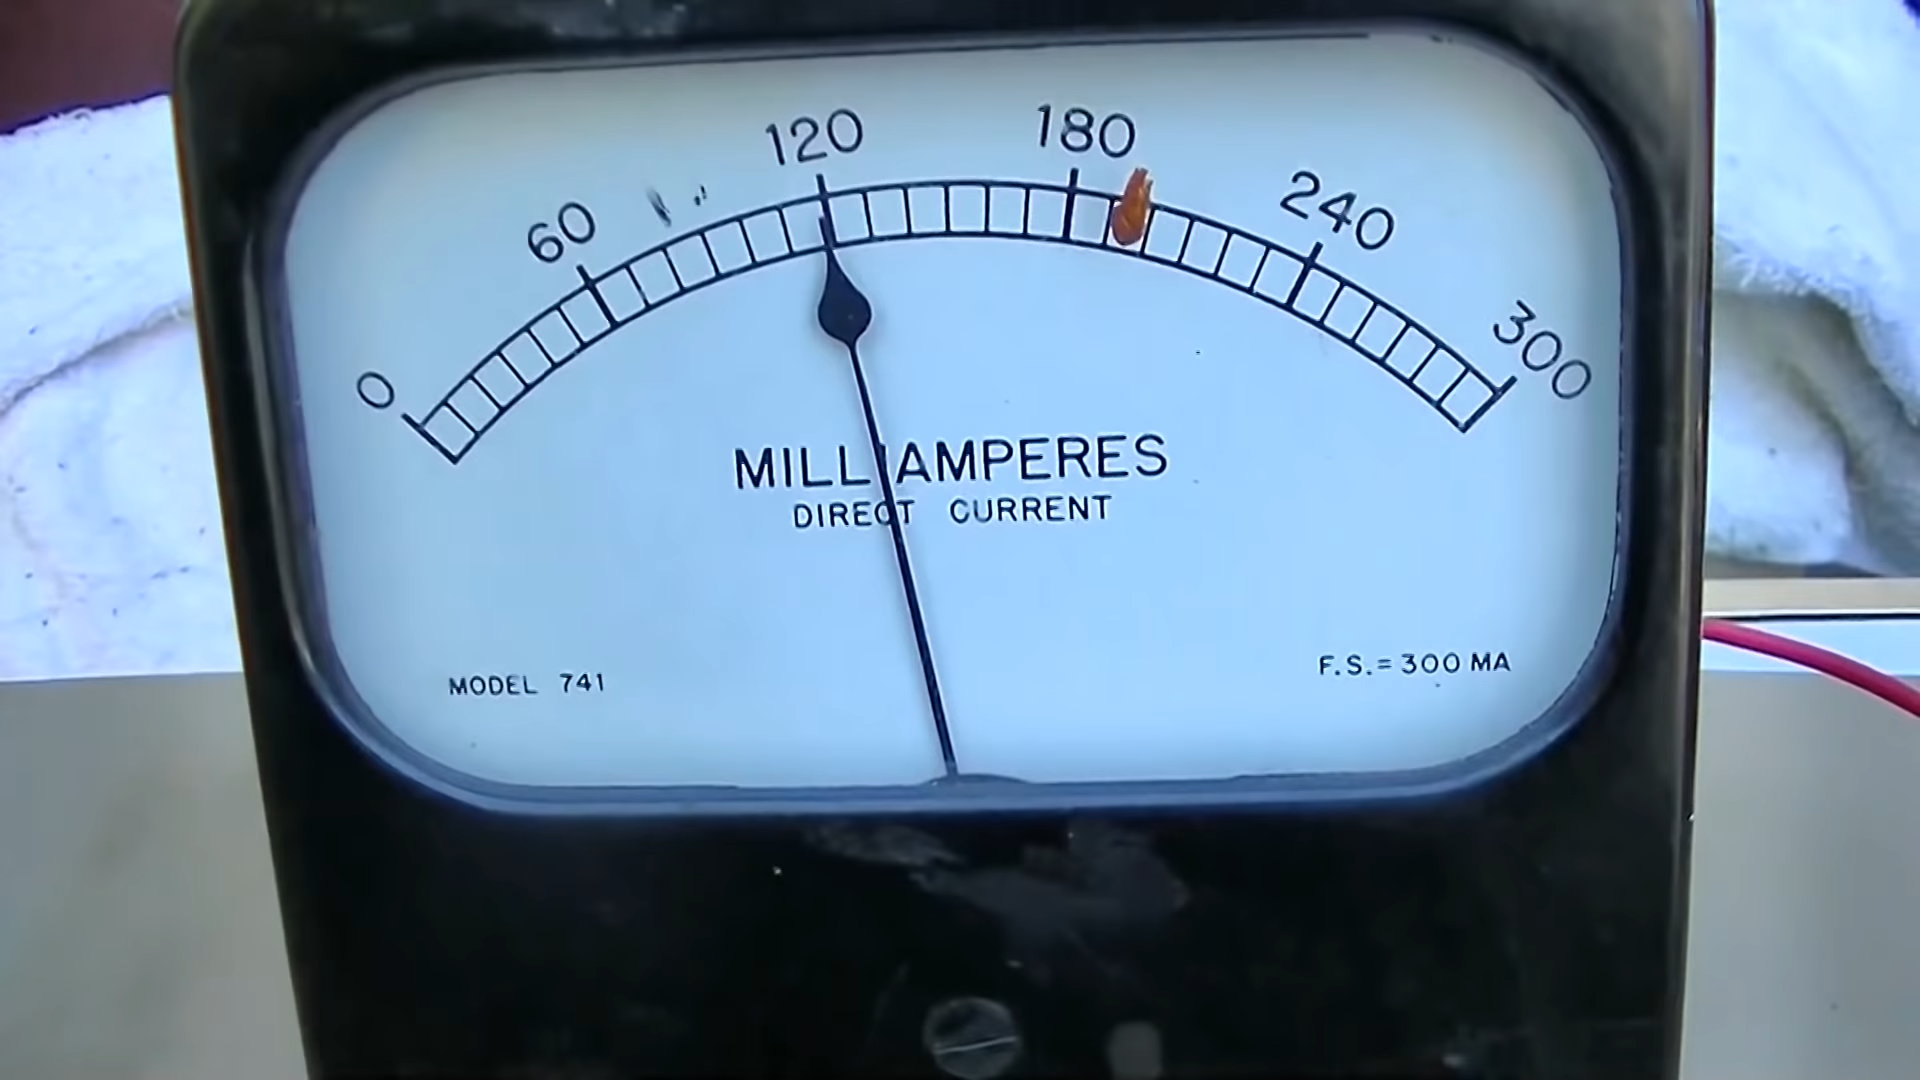 0 60 120 180 240 300
MILLIAMPERES
DIRECT CURRENT
MODEL 741
F.S.= 300 MA